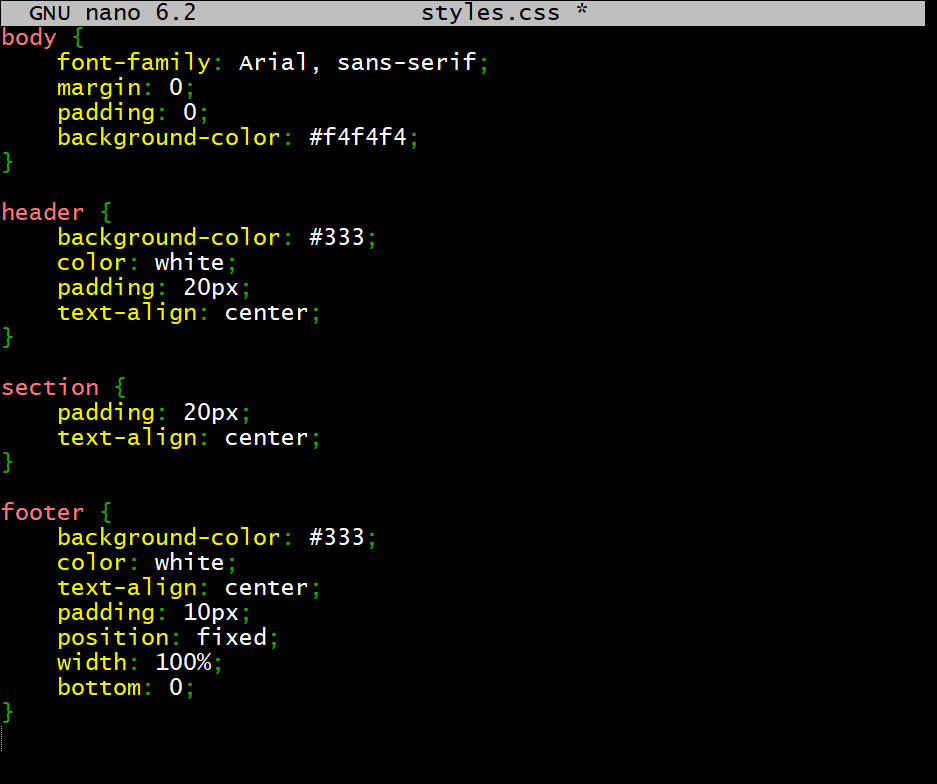 GNU nano 6.2 styles.css *
body {
    font-family: Arial, sans-serif;
    margin: 0;
    padding: 0;
    background-color: #f4f4f4;
}

header {
    background-color: #333;
    color: white;
    padding: 20px;
    text-align: center;
}

section {
    padding: 20px;
    text-align: center;
}

footer {
    background-color: #333;
    color: white;
    text-align: center;
    padding: 10px;
    position: fixed;
    width: 100%;
    bottom: 0;
}